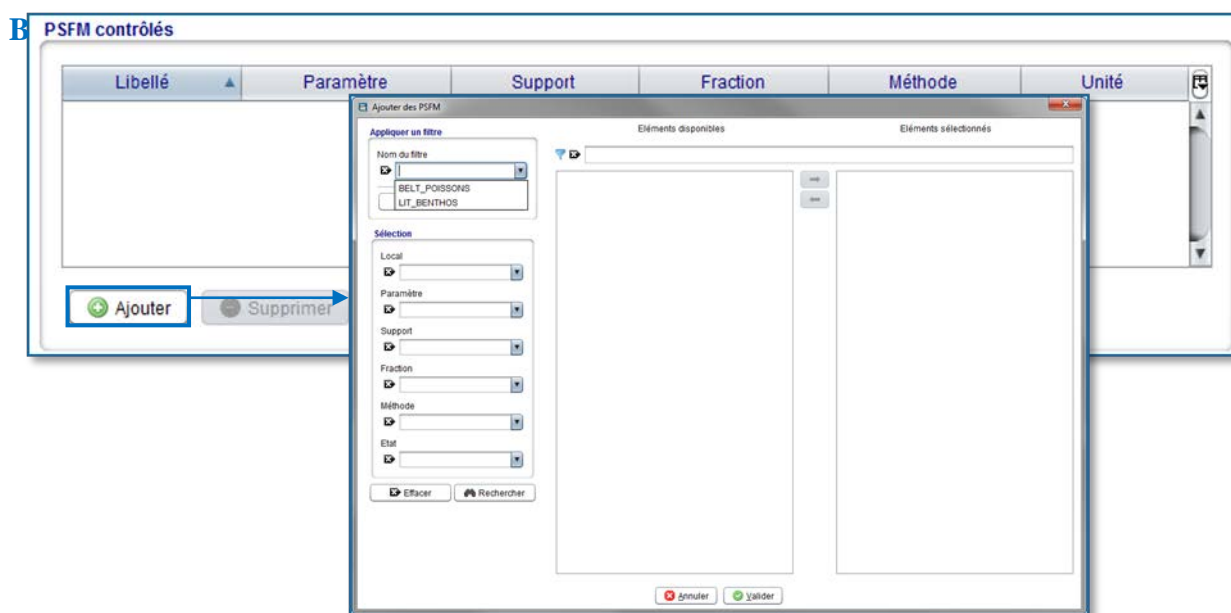 B PSFM contrôlés
Libellé Paramètre Support Fraction Méthode Unité
Ajouter Supprimer
Ajouter des PSFM
Appliquer un filtre
Nom du filtre
BELT_POISSONS
LIT_BENTHOS
Sélection
Local
Paramètre
Support
Fraction
Méthode
Etat
Effacer Rechercher
Eléments disponibles Eléments sélectionnés
Annuler Valider